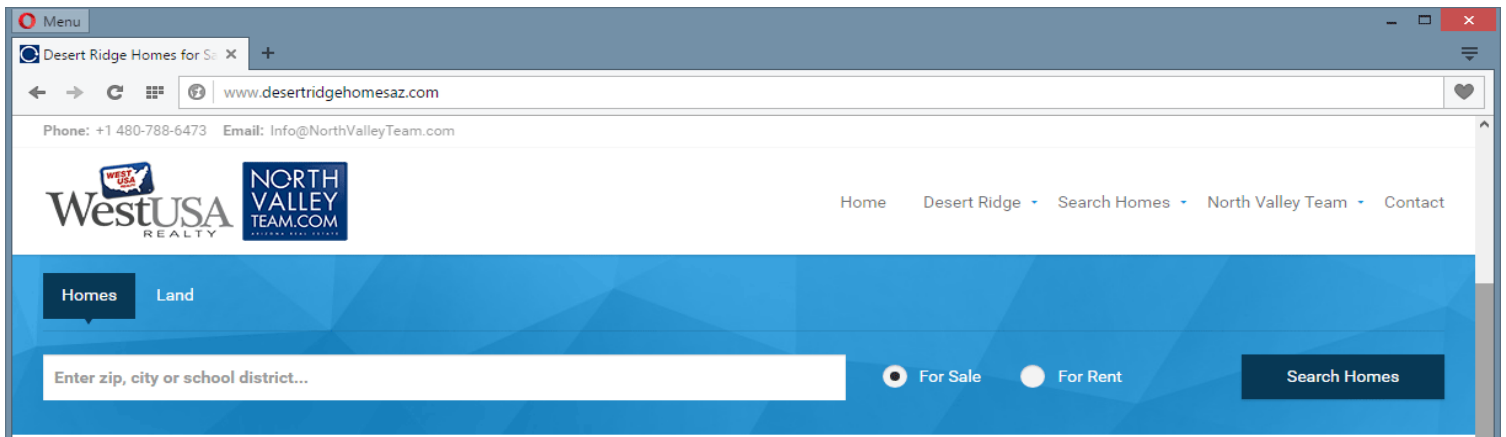 Menu
Desert Ridge Homes for Sa
www.desertridgehomesaz.com
Phone: +1 480-788-6473 Email: Info@NorthValleyTeam.com
WEST
USA
WestUSA
REALTY
NORTH
VALLEY
TEAM.COM
Home Desert Ridge Search Homes North Valley Team Contact
Homes Land
Enter zip, city or school district...
For Sale For Rent Search Homes